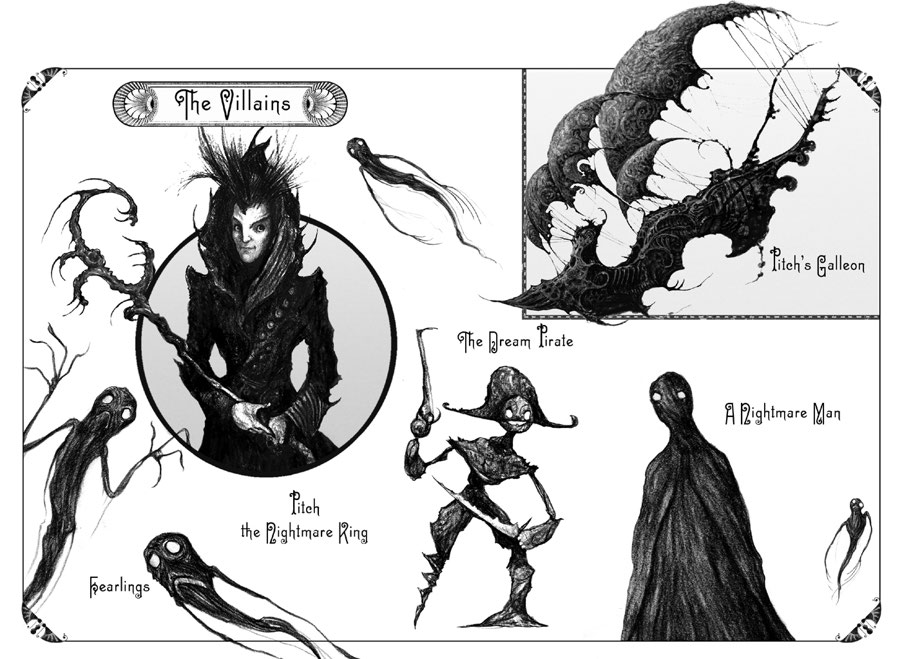 The Villains
Pitch's Galleon
The Dream Pirate
A Nightmare Man
Pitch
the Nightmare King
Fearlings